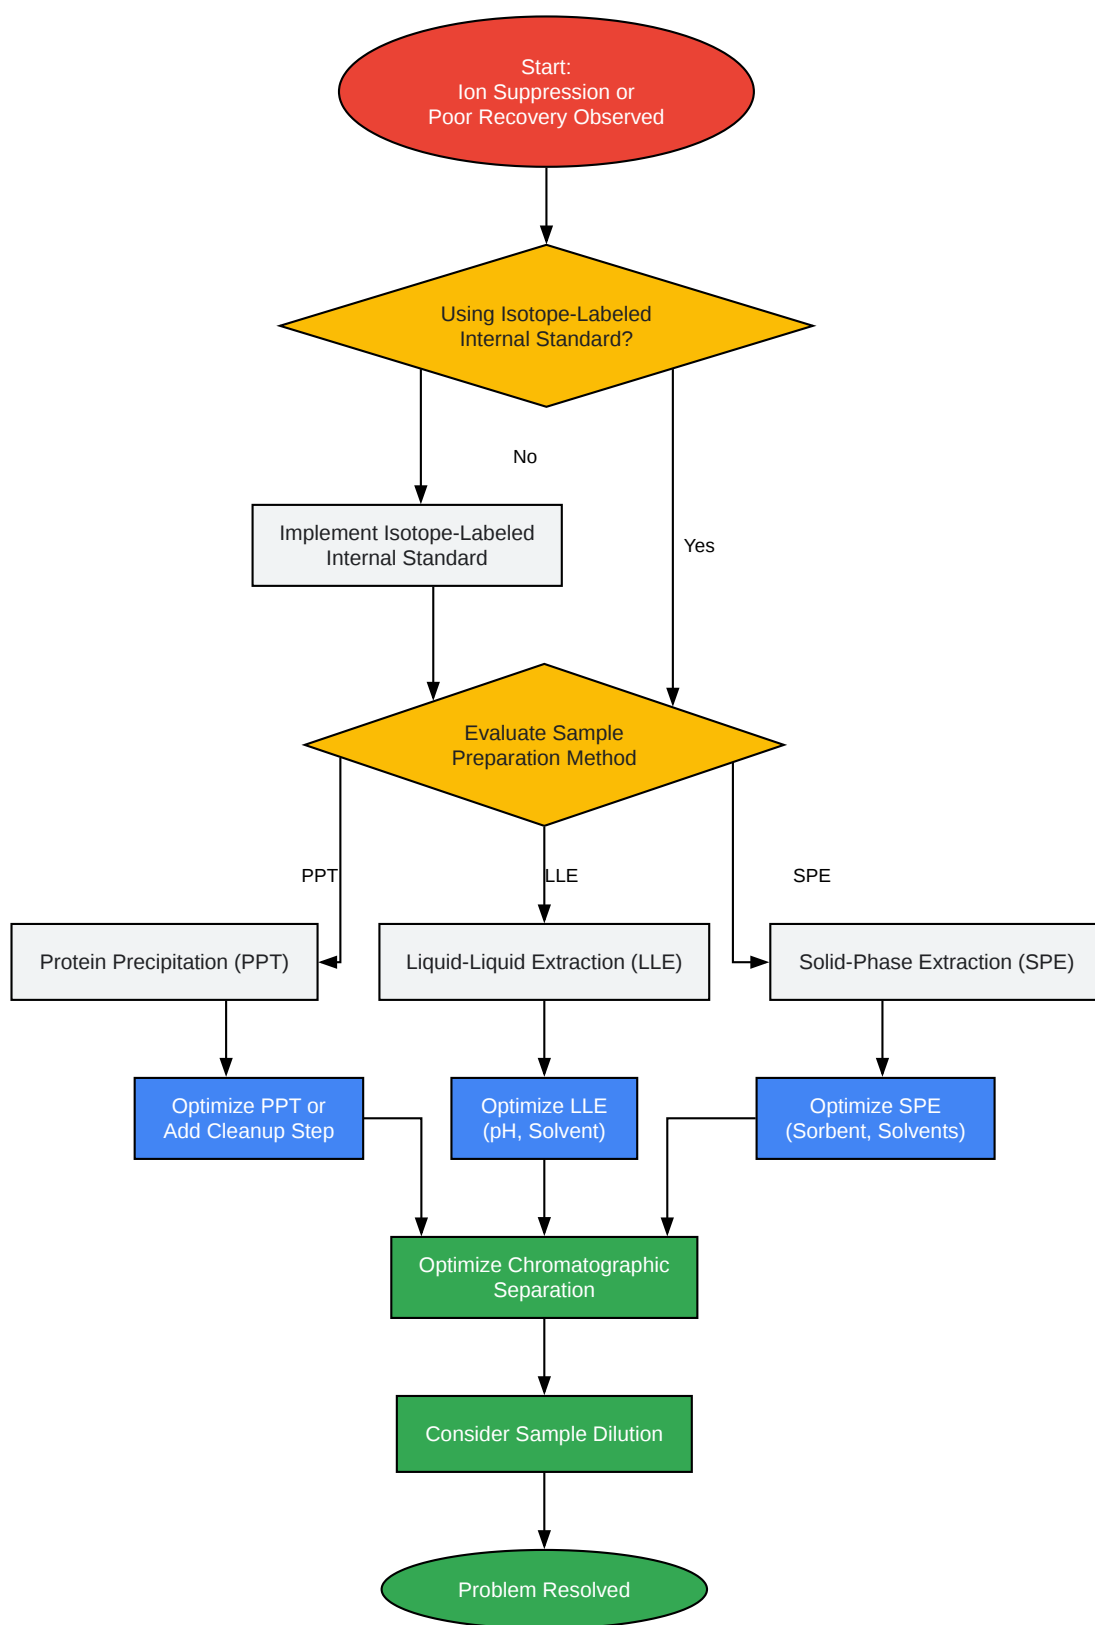 Start:
Ion Suppression or
Poor Recovery Observed
Using Isotope-Labeled
Internal Standard?
No
Implement Isotope-Labeled
Internal Standard
Yes
Evaluate Sample
Preparation Method
PPT
LLE
SPE
Protein Precipitation (PPT)
Liquid-Liquid Extraction (LLE)
Solid-Phase Extraction (SPE)
Optimize PPT or
Add Cleanup Step
Optimize LLE
(pH, Solvent)
Optimize SPE
(Sorbent, Solvents)
Optimize Chromatographic
Separation
Consider Sample Dilution
Problem Resolved